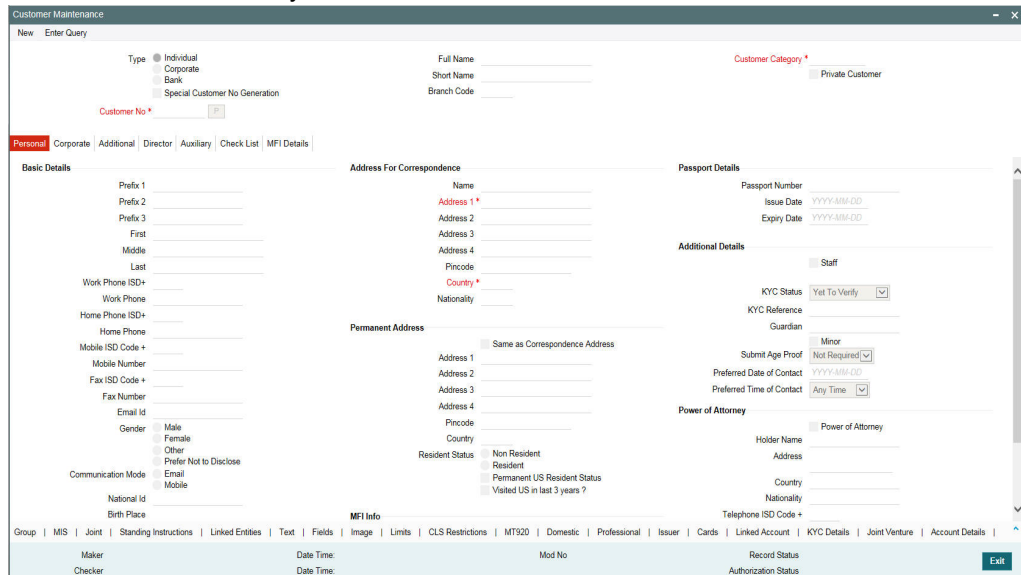 Customer Maintenance
New Enter Query
Type Individual
Corporate
Bank
Special Customer No Generation
Customer No * P
Full Name
Short Name
Branch Code
Customer Category *
Private Customer
Personal Corporate Additional Director Auxiliary Check List MFI Details
Basic Details
Prefix 1
Prefix 2
Prefix 3
First
Middle
Last
Work Phone ISD+
Work Phone
Home Phone ISD+
Home Phone
Mobile ISD Code +
Mobile Number
Fax ISD Code +
Fax Number
Email Id
Gender Male
Female
Other
Prefer Not to Disclose
Communication Mode Email
Mobile
National Id
Birth Place
Address For Correspondence
Name
Address 1 *
Address 2
Address 3
Address 4
Pincode
Country *
Nationality
Permanent Address
Same as Correspondence Address
Address 1
Address 2
Address 3
Address 4
Pincode
Country
Resident Status Non Resident
Resident
Permanent US Resident Status
Visited US in last 3 years ?
MFI Info
Passport Details
Passport Number
Issue Date YYYY-MM-DD
Expiry Date YYYY-MM-DD
Additional Details
Staff
KYC Status Yet To Verify
KYC Reference
Guardian
Minor
Submit Age Proof Not Required
Preferred Date of Contact YYYY-MM-DD
Preferred Time of Contact Any Time
Power of Attorney
Power of Attorney
Holder Name
Address
Country
Nationality
Telephone ISD Code +
Group | MIS | Joint | Standing Instructions | Linked Entities | Text | Fields | Image | Limits | CLS Restrictions | MT920 | Domestic | Professional | Issuer | Cards | Linked Account | KYC Details | Joint Venture | Account Details |
Maker Date Time: Mod No Record Status
Checker Date Time: Authorization Status
Exit